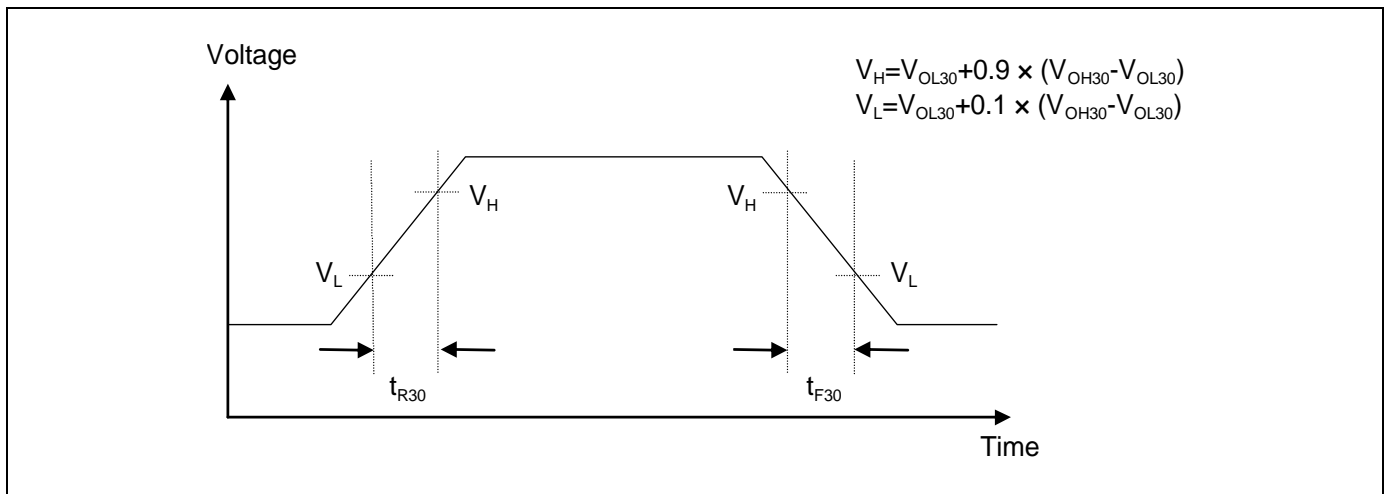 Voltage
V_H=V_OL30+0.9 × (V_OH30-V_OL30)
V_L=V_OL30+0.1 × (V_OH30-V_OL30)
V_H
V_H
V_L
V_L
t_R30
t_F30
Time